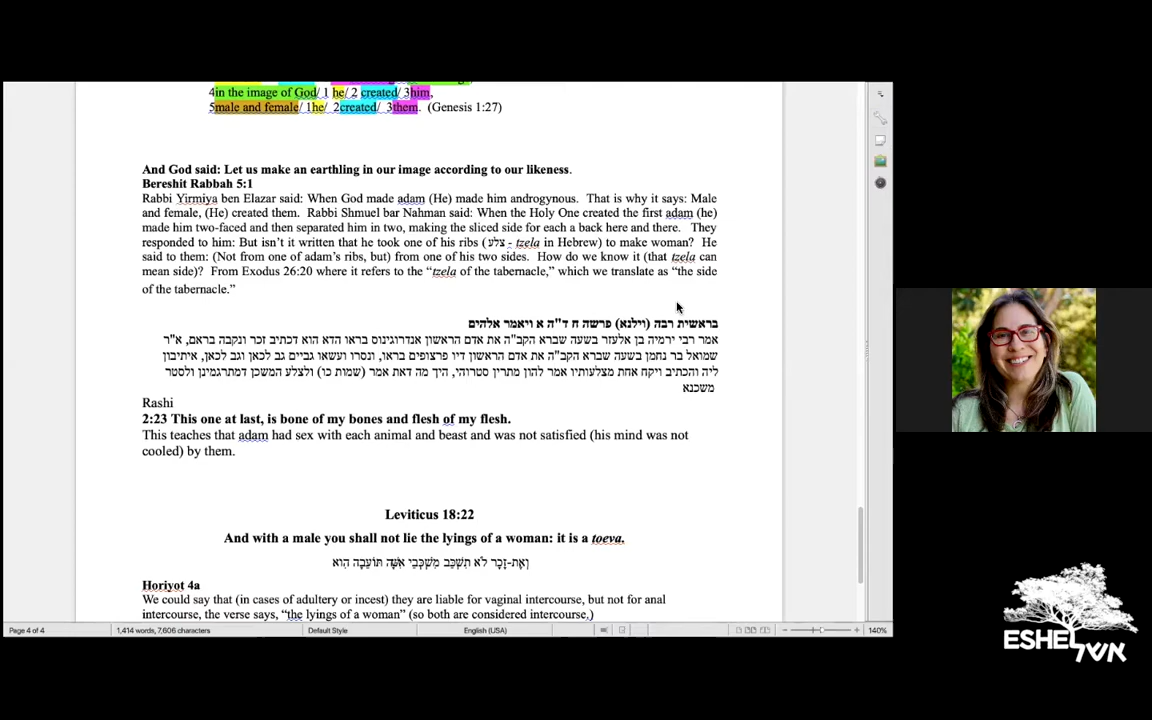 4in the image of God/ 1 he/ 2 created/ 3him,
5male and female/ 1he/ 2created/ 3them. (Genesis 1:27)
And God said: Let us make an earthling in our image according to our likeness.
Bereshit Rabbah 5:1
Rabbi Yirmiya ben Elazar said: When God made adam (He) made him androgynous. That is why it says: Male
and female, (He) created them. Rabbi Shmuel bar Nahman said: When the Holy One created the first adam (he)
made him two-faced and then separated him in two, making the sliced side for each a back here and there. They
responded to him: But isn't it written that he took one of his ribs (צלע - tzela in Hebrew) to make woman? He
said to them: (Not from one of adam's ribs, but) from one of his two sides. How do we know it (that tzela can
mean side)? From Exodus 26:20 where it refers to the "tzela of the tabernacle," which we translate as "the side
of the tabernacle."
בראשית רבה (וילנא) פרשה ח ד"ה א ויאמר אלהים
אמר רבי ירמיה בן אלעזר בשעה שברא הקב"ה את אדם הראשון אנדרוגינוס בראו הדא הוא דכתיב זכר ונקבה בראם, א"ר
שמואל בר נחמן בשעה שברא הקב"ה את אדם הראשון דיו פרצופים בראו, ונסרו ועשאו גביים גב לכאן וגב לכאן, איתיבון
ליה והכתיב ויקח אחת מצלעותיו אמר להון מתרין סטרוהי, היך מה דאת אמר (שמות כו) ולצלע המשכן דמתרגמינן ולסטר
משכנא
Rashi
2:23 This one at last, is bone of my bones and flesh of my flesh.
This teaches that adam had sex with each animal and beast and was not satisfied (his mind was not
cooled) by them.
Leviticus 18:22
And with a male you shall not lie the lyings of a woman: it is a toeva.
וְאֶת-זָכָר לֹא תִשְׁכַּב מִשְׁכְּבֵי אִשָּׁה תּוֹעֵבָה הִוא
Horiyot 4a
We could say that (in cases of adultery or incest) they are liable for vaginal intercourse, but not for anal
intercourse, the verse says, "the lyings of a woman" (so both are considered intercourse,)
Page 4 of 4
1,414 words, 7,606 characters
Default Style
English (USA)
140%
ESHEL אשל